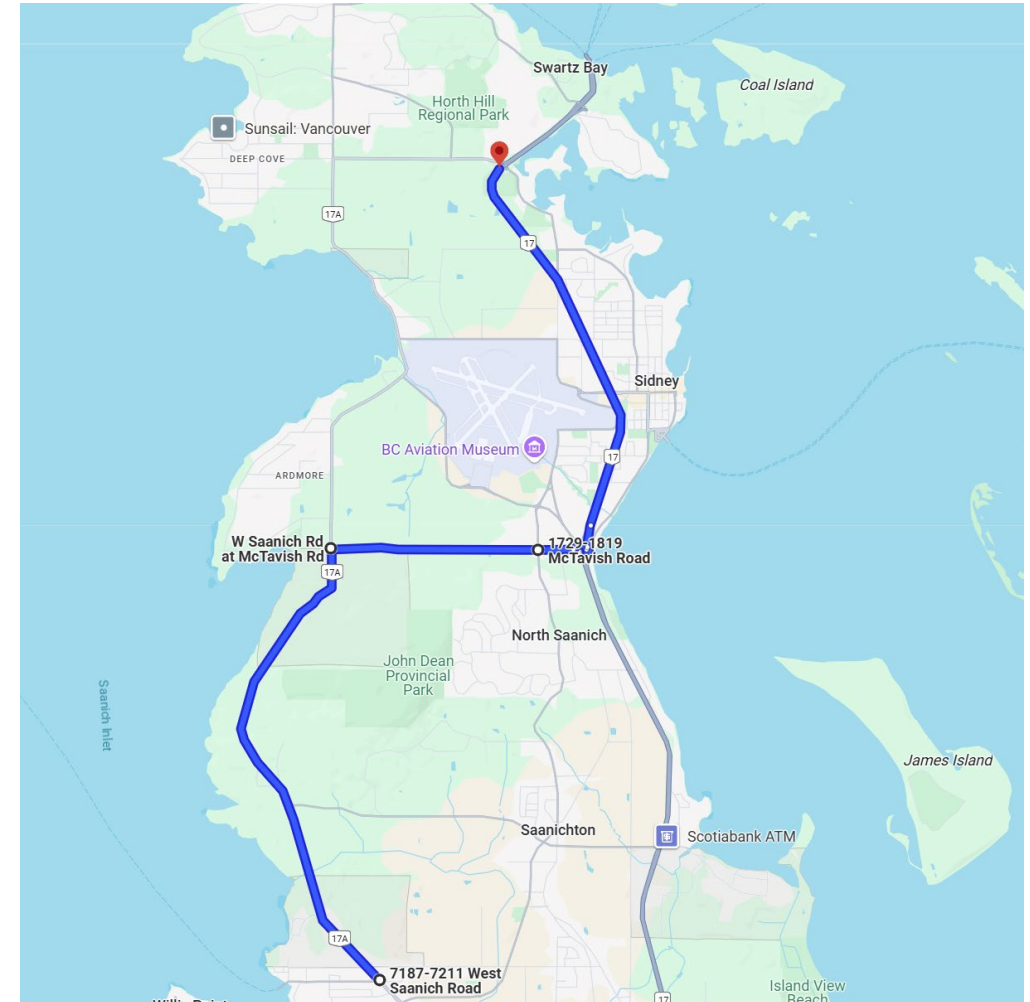 Swartz Bay
Coal Island
Horth Hill
Regional Park
Sunsail: Vancouver
DEEP COVE
17A
17
Sidney
BC Aviation Museum
17
ARDMORE
W Saanich Rd
at McTavish Rd
1729-1819
McTavish Road
17A
North Saanich
John Dean
Provincial
Park
Saanich Inlet
James Island
Saanichton
Scotiabank ATM
17A
7187-7211 West
Saanich Road
Island View
Beach
17